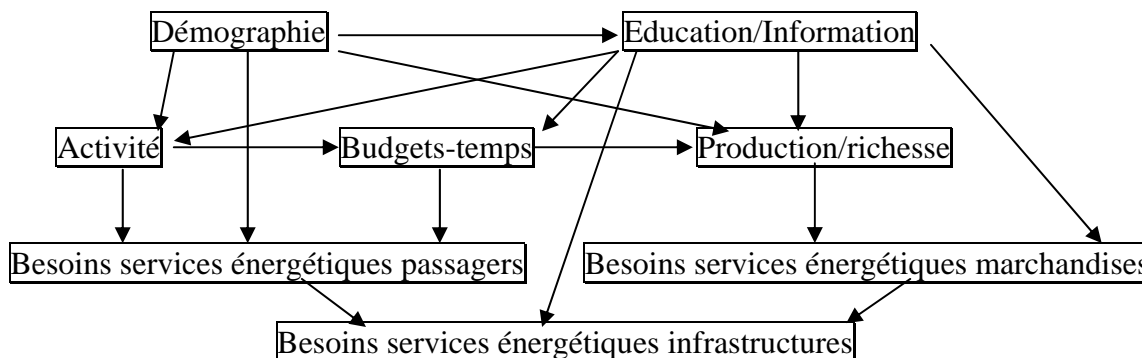 Démographie
Education/Information
Activité
Budgets-temps
Production/richesse
Besoins services énergétiques passagers
Besoins services énergétiques marchandises
Besoins services énergétiques infrastructures